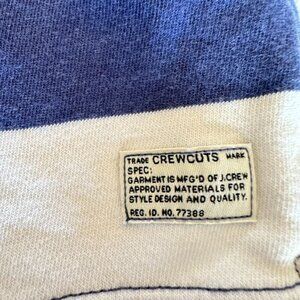 TRADE CREWCUTS MARK
SPEC:
GARMENT IS MFG'D OF J.CREW
APPROVED MATERIALS FOR
STYLE DESIGN AND QUALITY.
REG. ID. NO. 77388